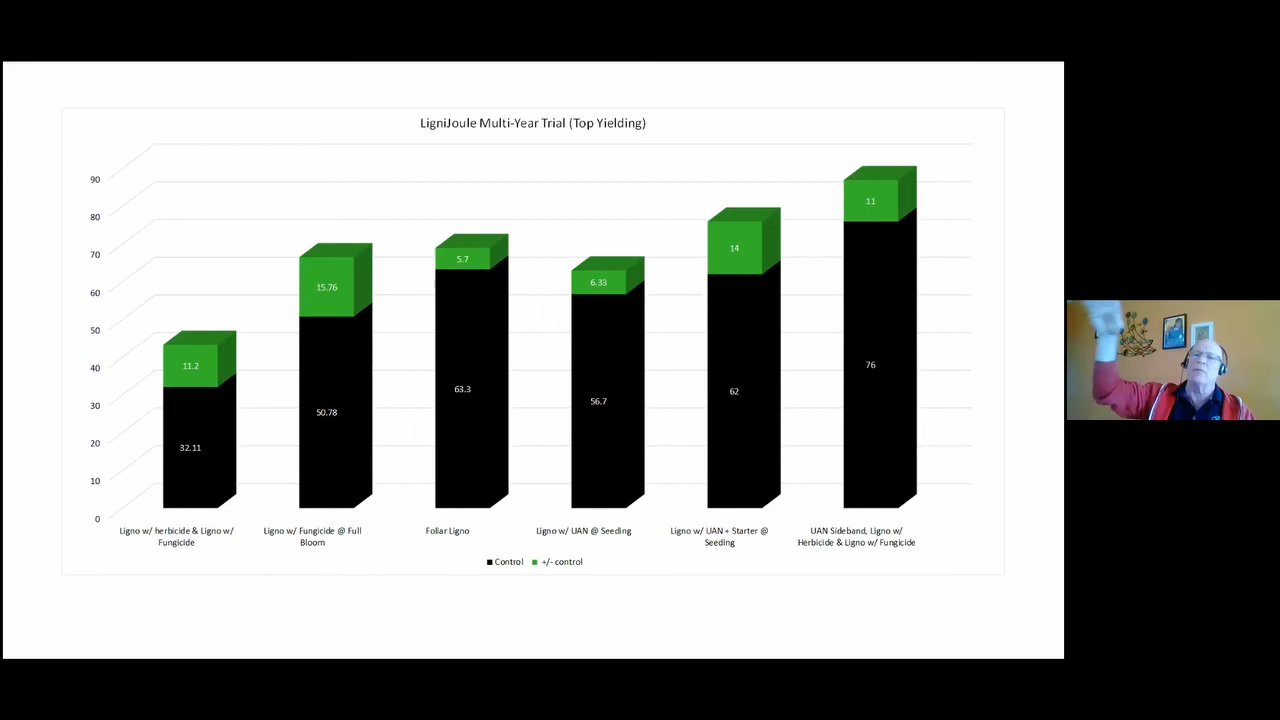 LigniJoule Multi-Year Trial (Top Yielding)
90
80
70
60
50
40
30
20
10
0
11.2
32.11
15.76
50.78
5.7
63.3
6.33
56.7
14
62
11
76
Ligno w/ herbicide & Ligno w/
Fungicide
Ligno w/ Fungicide @ Full
Bloom
Foliar Ligno
Ligno w/ UAN @ Seeding
Ligno w/ UAN + Starter @
Seeding
UAN Sideband, Ligno w/
Herbicide & Ligno w/ Fungicide
Control
+/- control